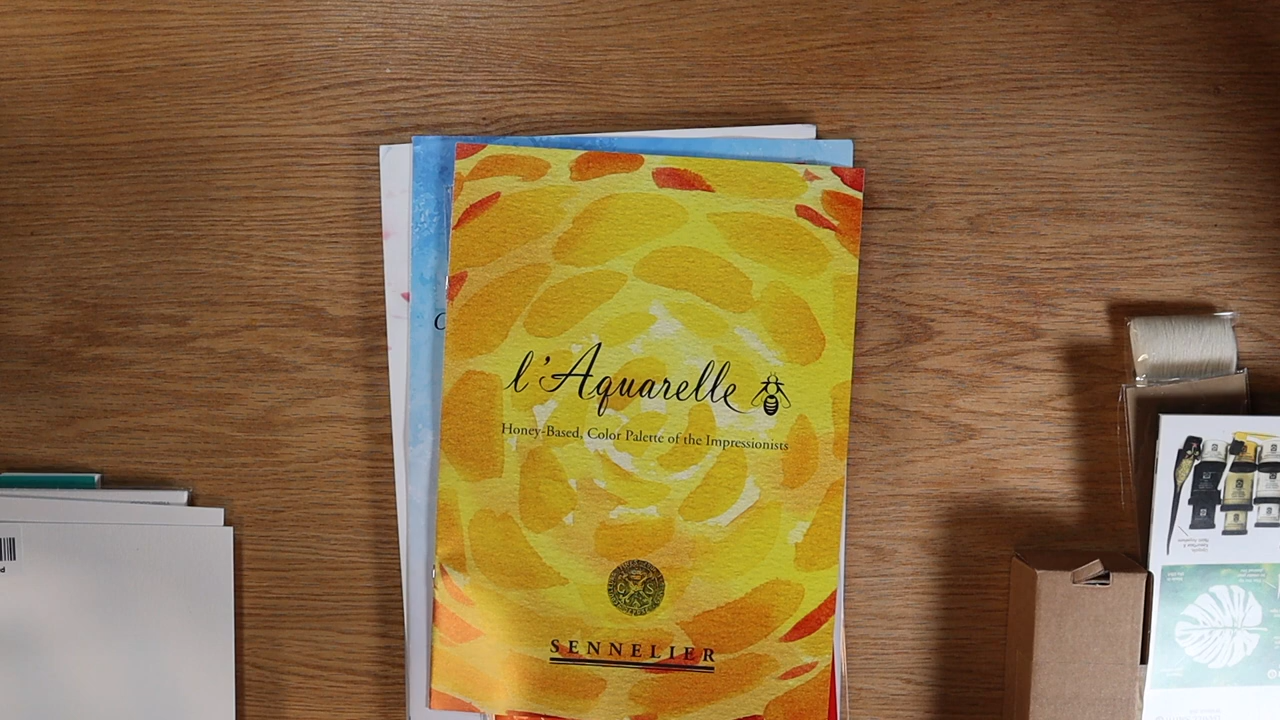 l'Aquarelle
Honey-Based, Color Palette of the Impressionists
C S
SENNELIER